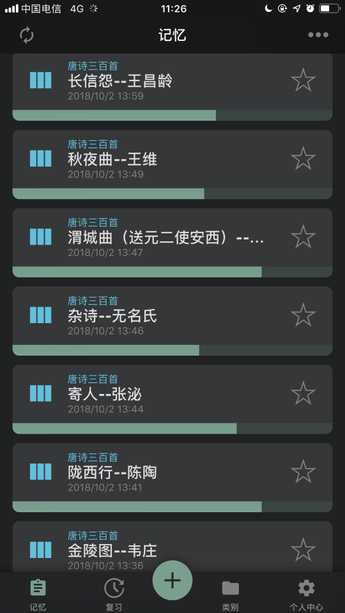 中国电信 4G 11:26
记忆
唐诗三百首
长信怨--王昌龄
2018/10/2 13:59
唐诗三百首
秋夜曲--王维
2018/10/2 13:49
唐诗三百首
渭城曲（送元二使安西）--...
2018/10/2 13:47
唐诗三百首
杂诗--无名氏
2018/10/2 13:46
唐诗三百首
寄人--张泌
2018/10/2 13:44
唐诗三百首
陇西行--陈陶
2018/10/2 13:41
唐诗三百首
金陵图--韦庄
2018/10/2 13:36
记忆 复习 类别 个人中心